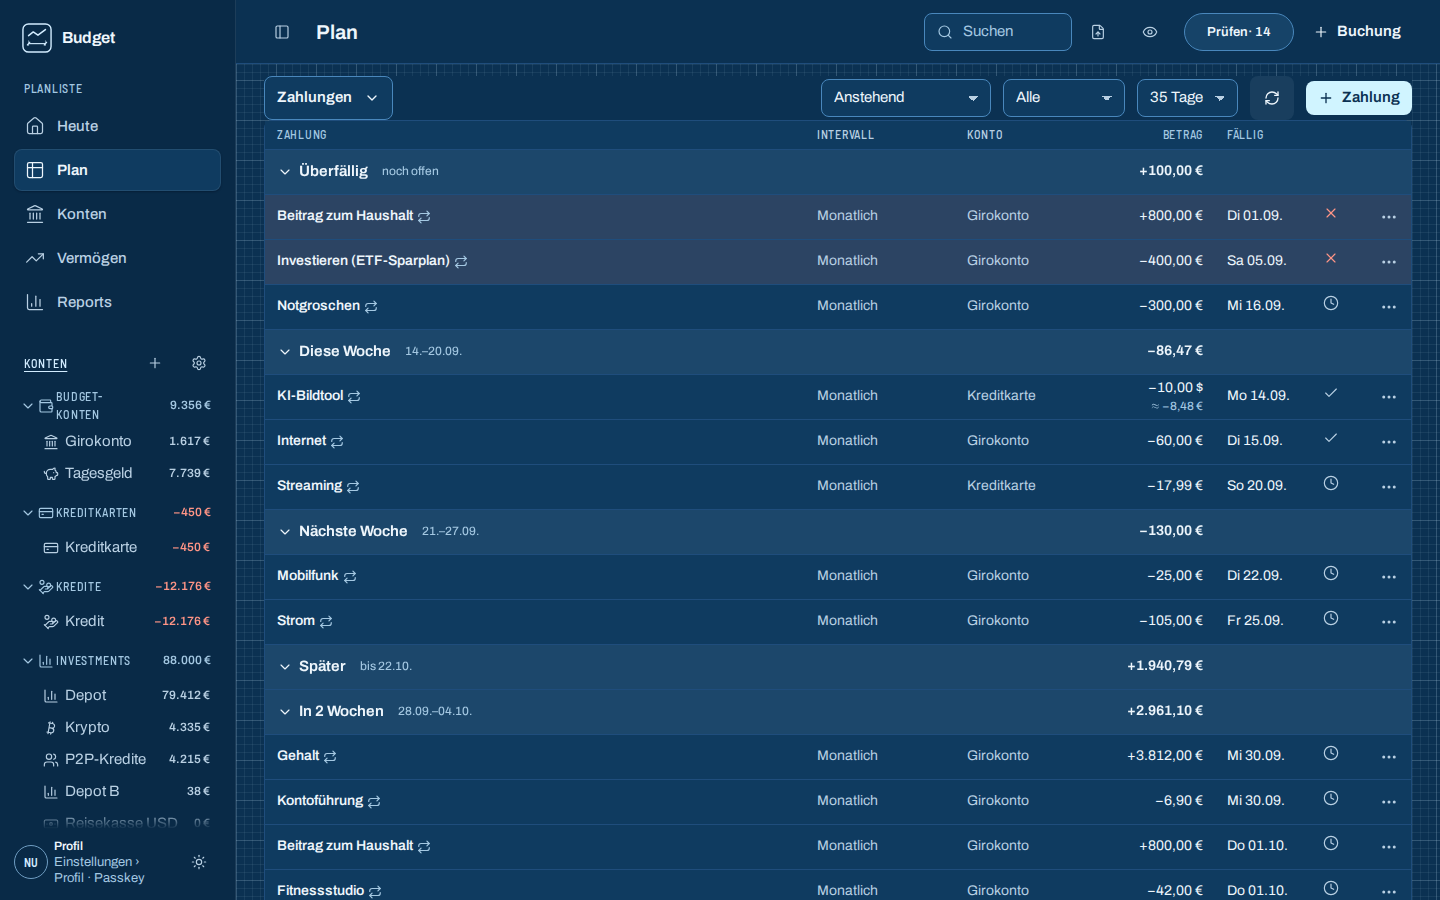 Budget
PLANLISTE
Heute
Plan
Konten
Vermögen
Reports
KONTEN
BUDGET-
KONTEN 9.356 €
Girokonto 1.617 €
Tagesgeld 7.739 €
KREDITKARTEN −450 €
Kreditkarte −450 €
KREDITE −12.176 €
Kredit −12.176 €
INVESTMENTS 88.000 €
Depot 79.412 €
Krypto 4.335 €
P2P-Kredite 4.215 €
Depot B 38 €
Reisekasse USD 0 €
NU
Profil
Einstellungen ›
Profil · Passkey
Plan
Suchen
Prüfen · 14
Buchung
Zahlungen
Anstehend
Alle
35 Tage
Zahlung
ZAHLUNG INTERVALL KONTO BETRAG FÄLLIG
Überfällig noch offen +100,00 €
Beitrag zum Haushalt Monatlich Girokonto +800,00 € Di 01.09.
Investieren (ETF-Sparplan) Monatlich Girokonto −400,00 € Sa 05.09.
Notgroschen Monatlich Girokonto −300,00 € Mi 16.09.
Diese Woche 14.–20.09. −86,47 €
KI-Bildtool Monatlich Kreditkarte −10,00 $ Mo 14.09.
≈ −8,48 €
Internet Monatlich Girokonto −60,00 € Di 15.09.
Streaming Monatlich Kreditkarte −17,99 € So 20.09.
Nächste Woche 21.–27.09. −130,00 €
Mobilfunk Monatlich Girokonto −25,00 € Di 22.09.
Strom Monatlich Girokonto −105,00 € Fr 25.09.
Später bis 22.10. +1.940,79 €
In 2 Wochen 28.09.–04.10. +2.961,10 €
Gehalt Monatlich Girokonto +3.812,00 € Mi 30.09.
Kontoführung Monatlich Girokonto −6,90 € Mi 30.09.
Beitrag zum Haushalt Monatlich Girokonto +800,00 € Do 01.10.
Fitnessstudio Monatlich Girokonto −42,00 € Do 01.10.